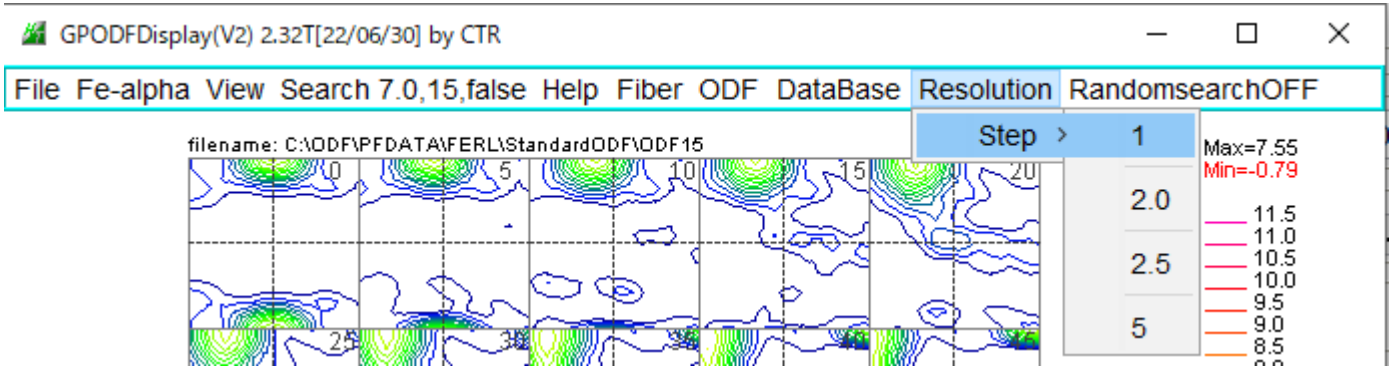 GPODFDisplay(V2) 2.32T[22/06/30] by CTR
File Fe-alpha View Search 7.0,15,false Help Fiber ODF DataBase Resolution RandomsearchOFF
Step > 1
2.0
2.5
5
filename: C:\ODF\PFDATA\FERL\StandardODF\ODF15
0 5 10 15 20
Max=7.55
Min=-0.79
11.5
11.0
10.5
10.0
9.5
9.0
8.5
25